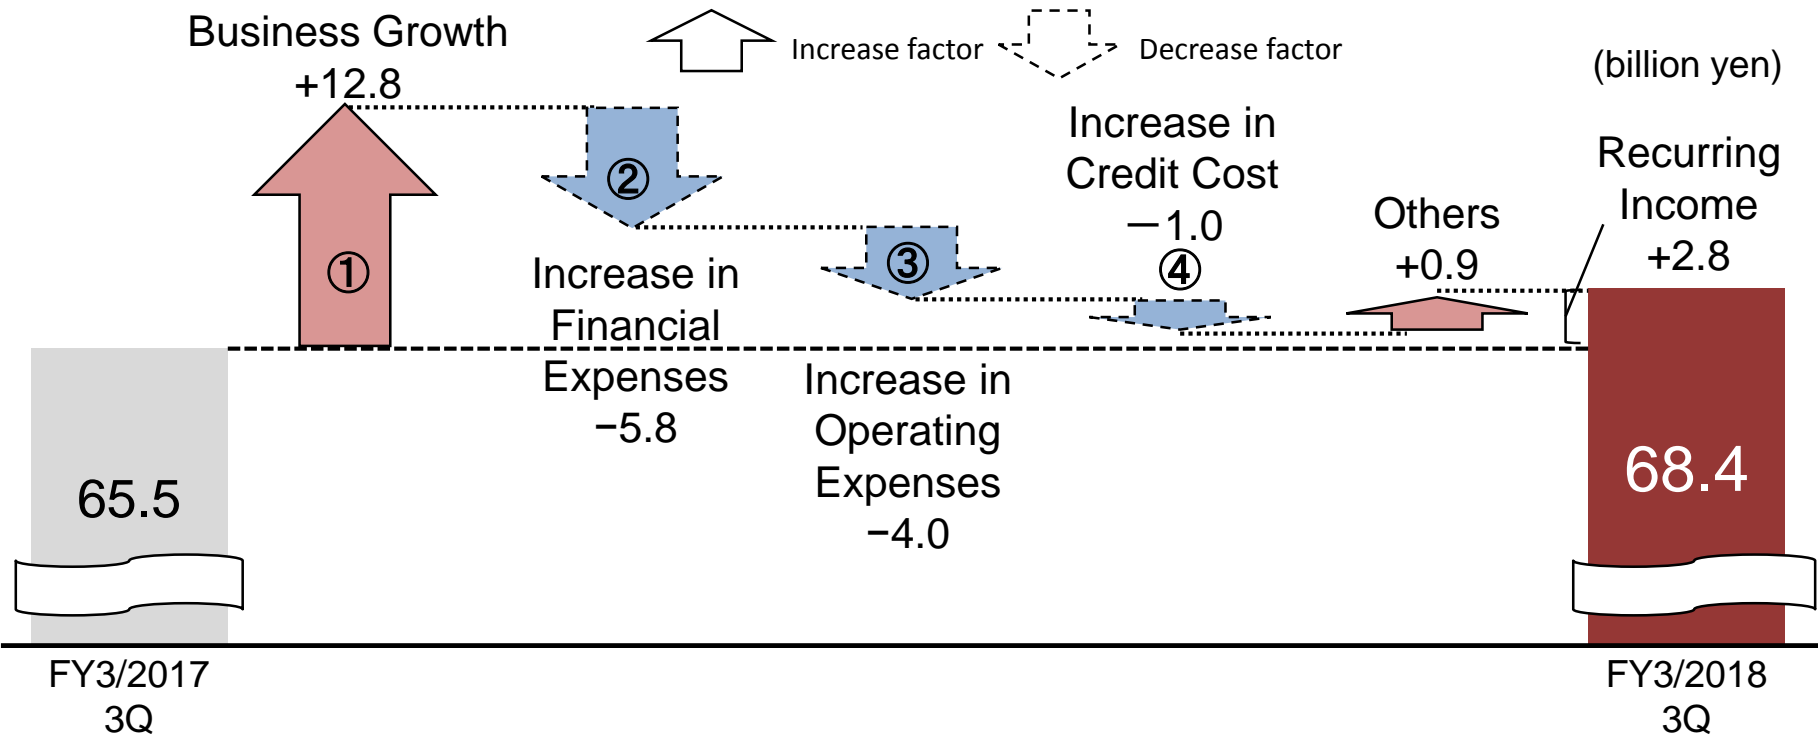 Business Growth
+12.8
Increase factor
Decrease factor
(billion yen)
①
②
Increase in
Financial
Expenses
−5.8
③
Increase in
Operating
Expenses
−4.0
Increase in
Credit Cost
−1.0
④
Others
+0.9
Recurring
Income
+2.8
65.5
68.4
FY3/2017
3Q
FY3/2018
3Q